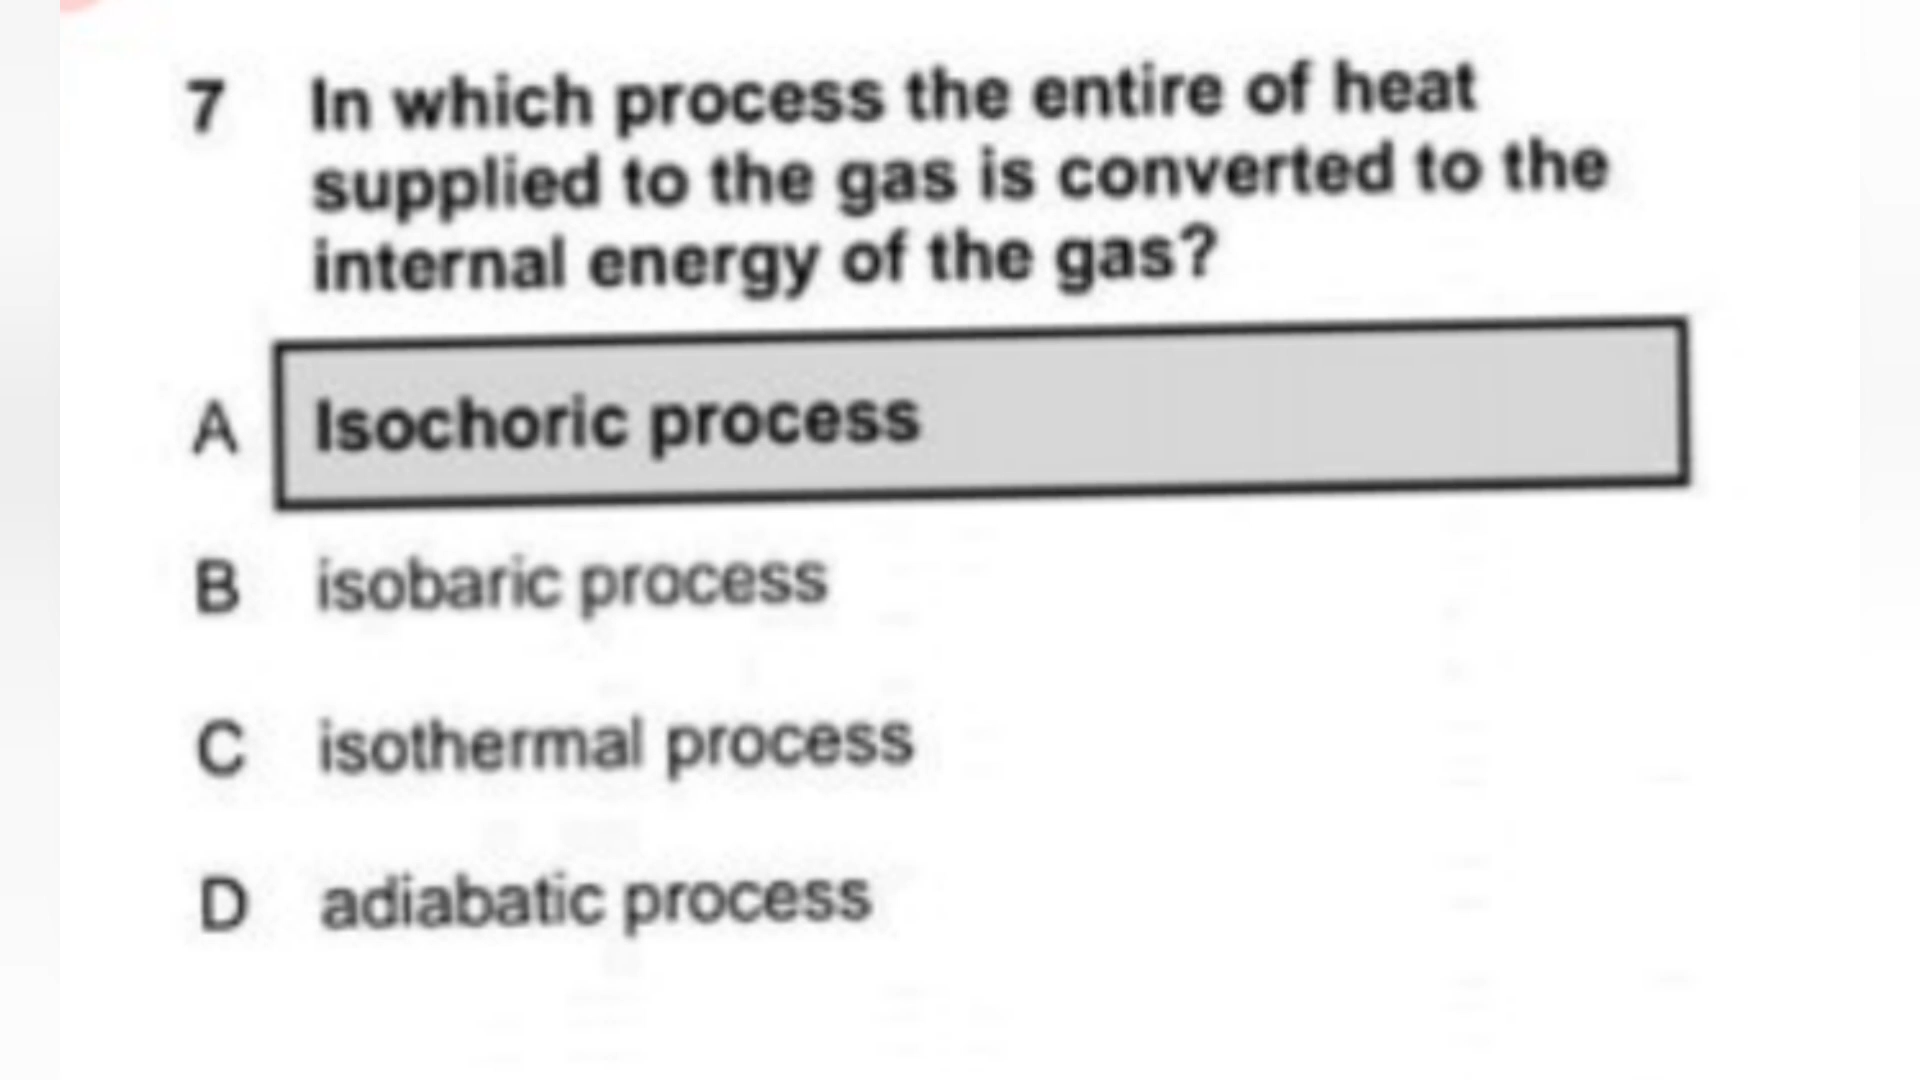 7 In which process the entire of heat
supplied to the gas is converted to the
internal energy of the gas?
A Isochoric process
B isobaric process
C isothermal process
D adiabatic process